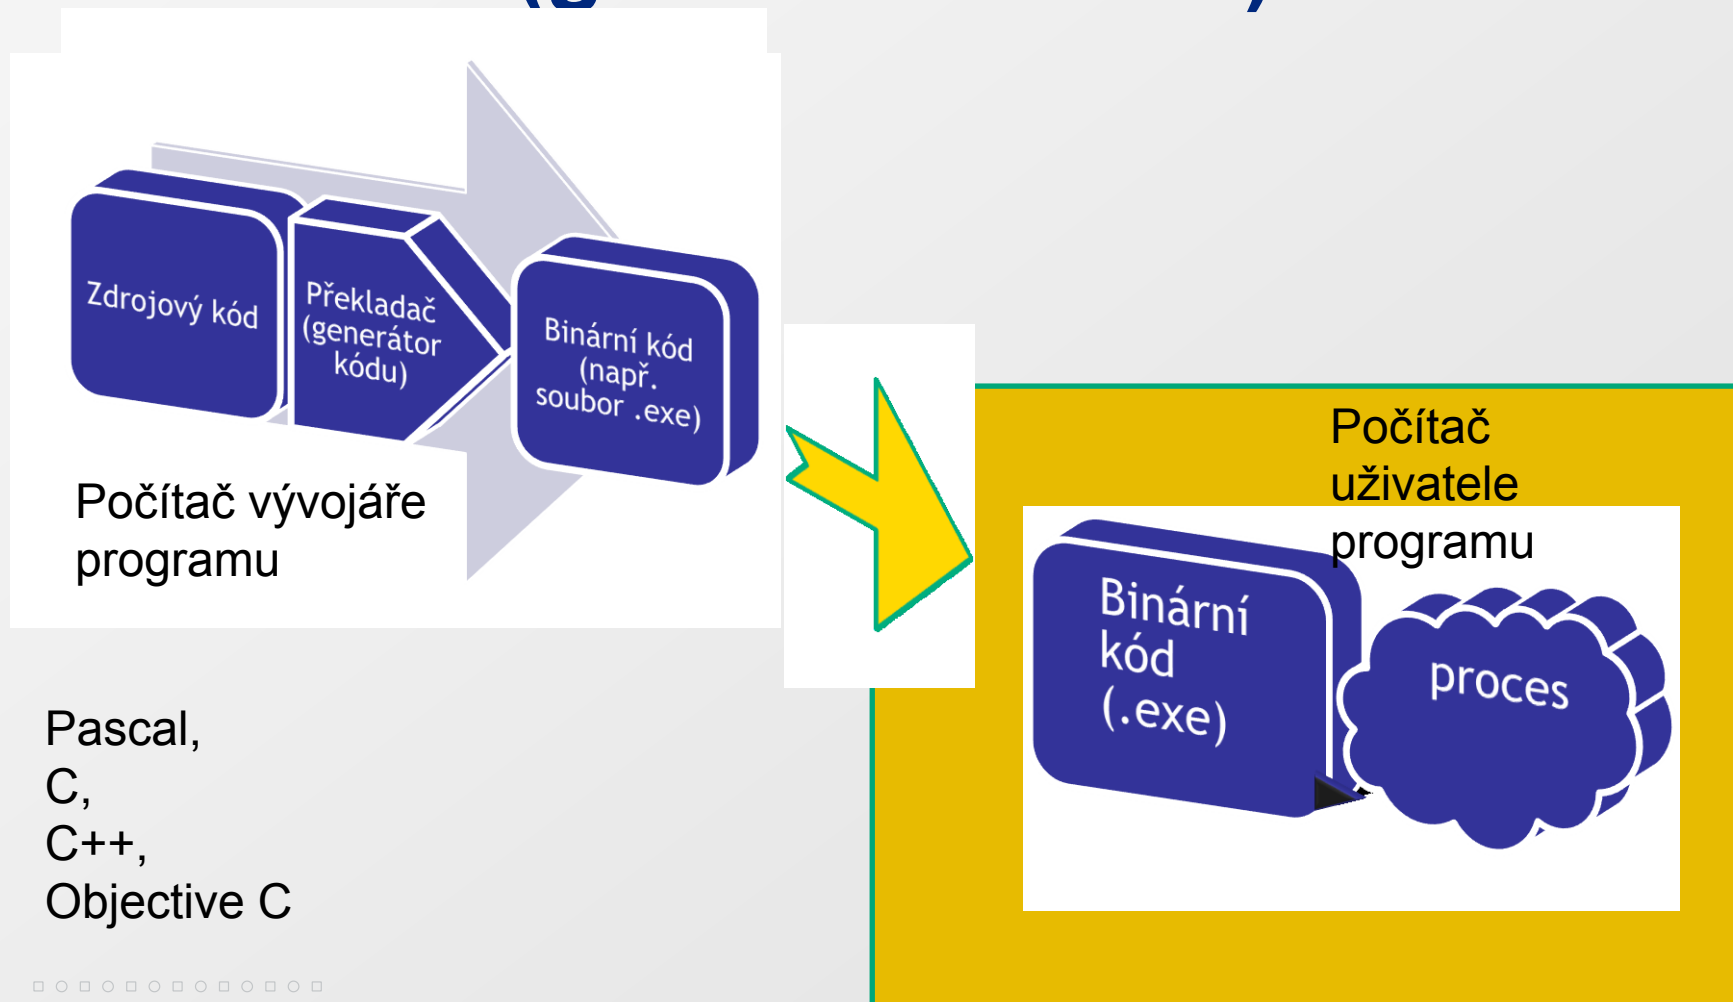 Zdrojový kód
Překladač
(generátor
kódu)
Binární kód
(např.
soubor .exe)
Počítač vývojáře
programu
Počítač
uživatele
programu
Binární
kód
(.exe)
proces
Pascal,
C,
C++,
Objective C